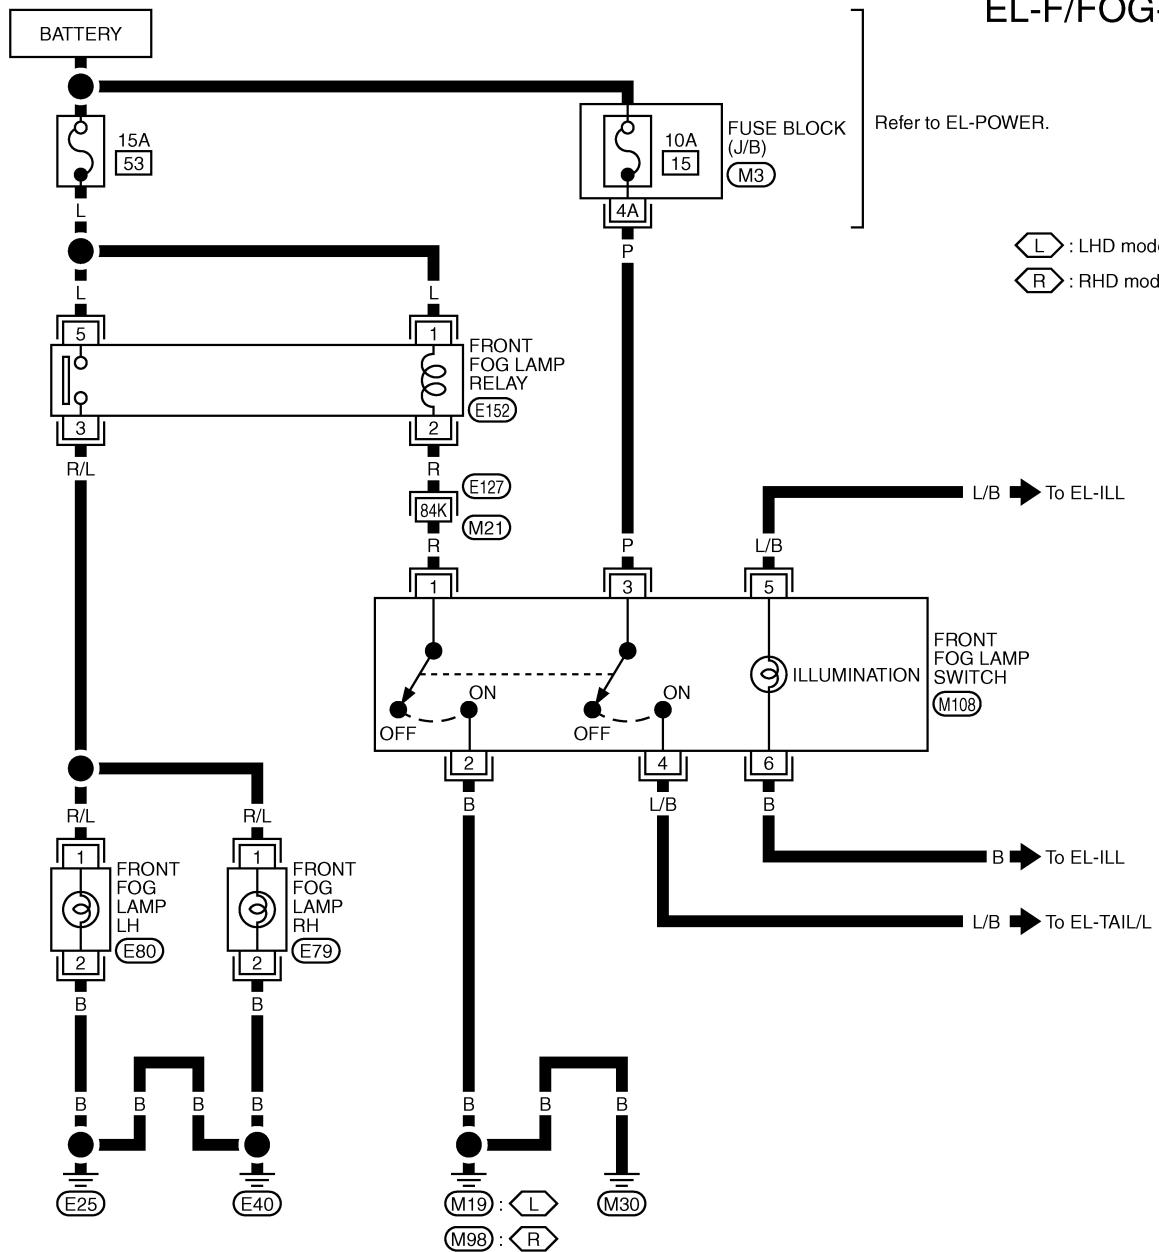 EL-F/FOG-
BATTERY
15A
53
10A
15
FUSE BLOCK
(J/B)
M3
Refer to EL-POWER.
4A
L
P
L : LHD mod
R : RHD mod
L
L
5
1
FRONT
FOG LAMP
RELAY
E152
3
2
R/L
R
E127
84K
M21
R
P
L/B
L/B
To EL-ILL
1
3
5
FRONT
FOG LAMP
SWITCH
M108
ILLUMINATION
ON
OFF
ON
OFF
2
4
6
B
L/B
B
R/L
R/L
B
To EL-ILL
L/B
To EL-TAIL/L
1
FRONT
FOG
LAMP
LH
E80
1
FRONT
FOG
LAMP
RH
E79
2
2
B
B
B
B
B
B
B
B
B
E25
E40
M19 : L
M98 : R
M30